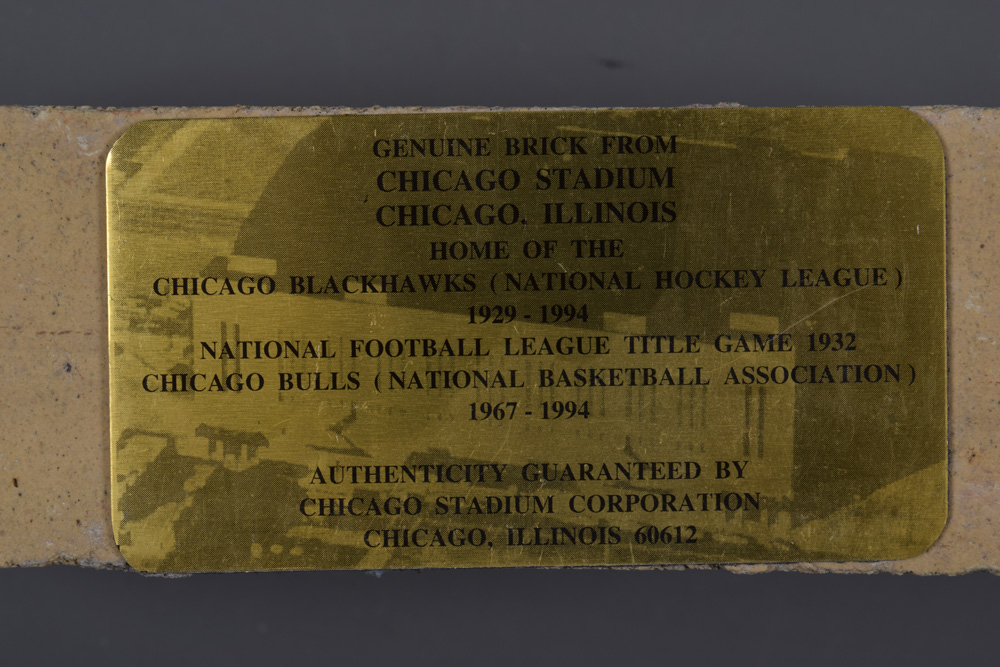 GENUINE BRICK FROM
CHICAGO STADIUM
CHICAGO, ILLINOIS
HOME OF THE
CHICAGO BLACKHAWKS (NATIONAL HOCKEY LEAGUE)
1929 - 1994
NATIONAL FOOTBALL LEAGUE TITLE GAME 1932
CHICAGO BULLS (NATIONAL BASKETBALL ASSOCIATION)
1967 - 1994
AUTHENTICITY GUARANTEED BY
CHICAGO STADIUM CORPORATION
CHICAGO, ILLINOIS 60612